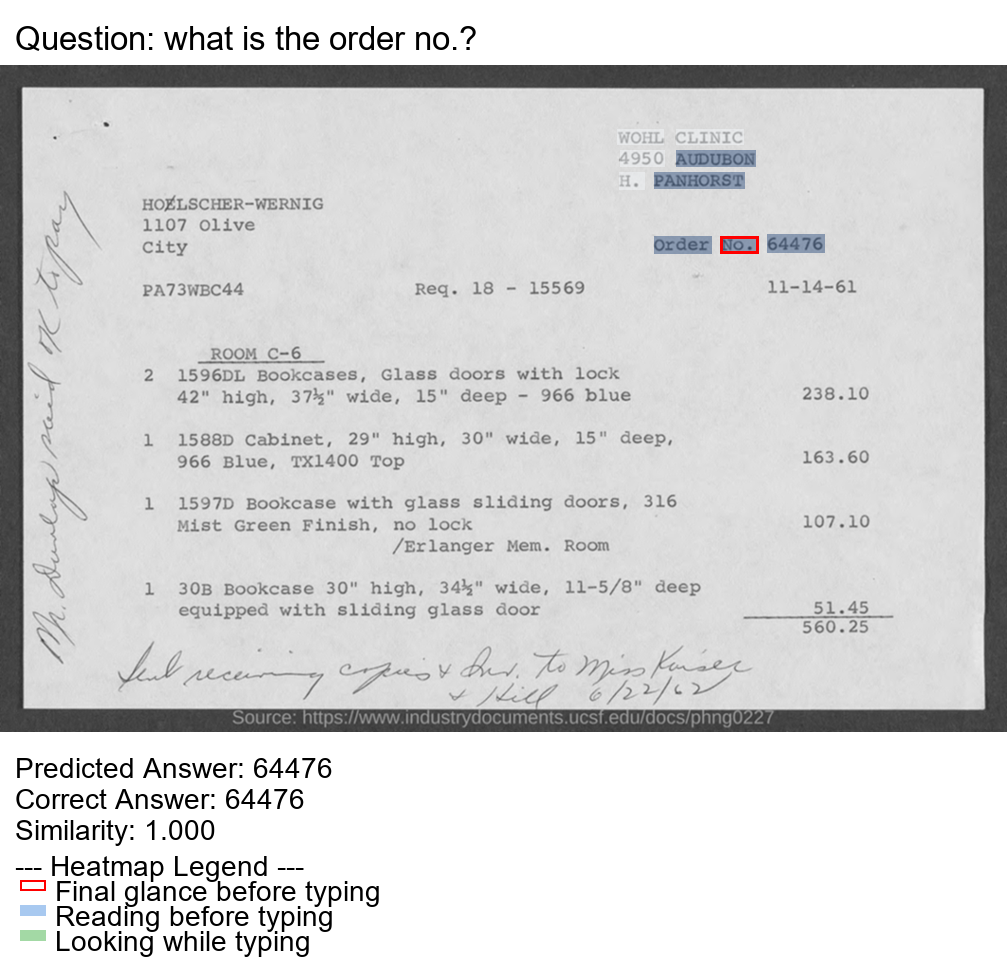 Question: what is the order no.?
WOHL CLINIC
4950 AUDUBON
H. PANHORST
HOELSCHER-WERNIG
1107 Olive
City
Order No. 64476
PA73WBC44 Req. 18 - 15569 11-14-61
ROOM C-6
2 1596DL Bookcases, Glass doors with lock
42" high, 37½" wide, 15" deep - 966 blue 238.10
1 1588D Cabinet, 29" high, 30" wide, 15" deep,
966 Blue, TX1400 Top 163.60
1 1597D Bookcase with glass sliding doors, 316
Mist Green Finish, no lock 107.10
/Erlanger Mem. Room
1 30B Bookcase 30" high, 34½" wide, 11-5/8" deep
equipped with sliding glass door 51.45
560.25
Sent receiving copies & Inv. to Miss Kaiser
& Hill 6/22/62
Mr. Dunlap said OK to pay
Source: https://www.industrydocuments.ucsf.edu/docs/phng0227
Predicted Answer: 64476
Correct Answer: 64476
Similarity: 1.000
--- Heatmap Legend ---
Final glance before typing
Reading before typing
Looking while typing